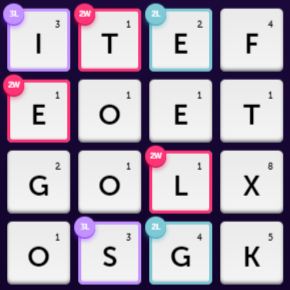 3L 2W 2L
3 1 2 4
I T E F
2W
1 1 1 1
E O E T
2W
2 1 1 8
G O L X
3L 2L
1 3 4 5
O S G K